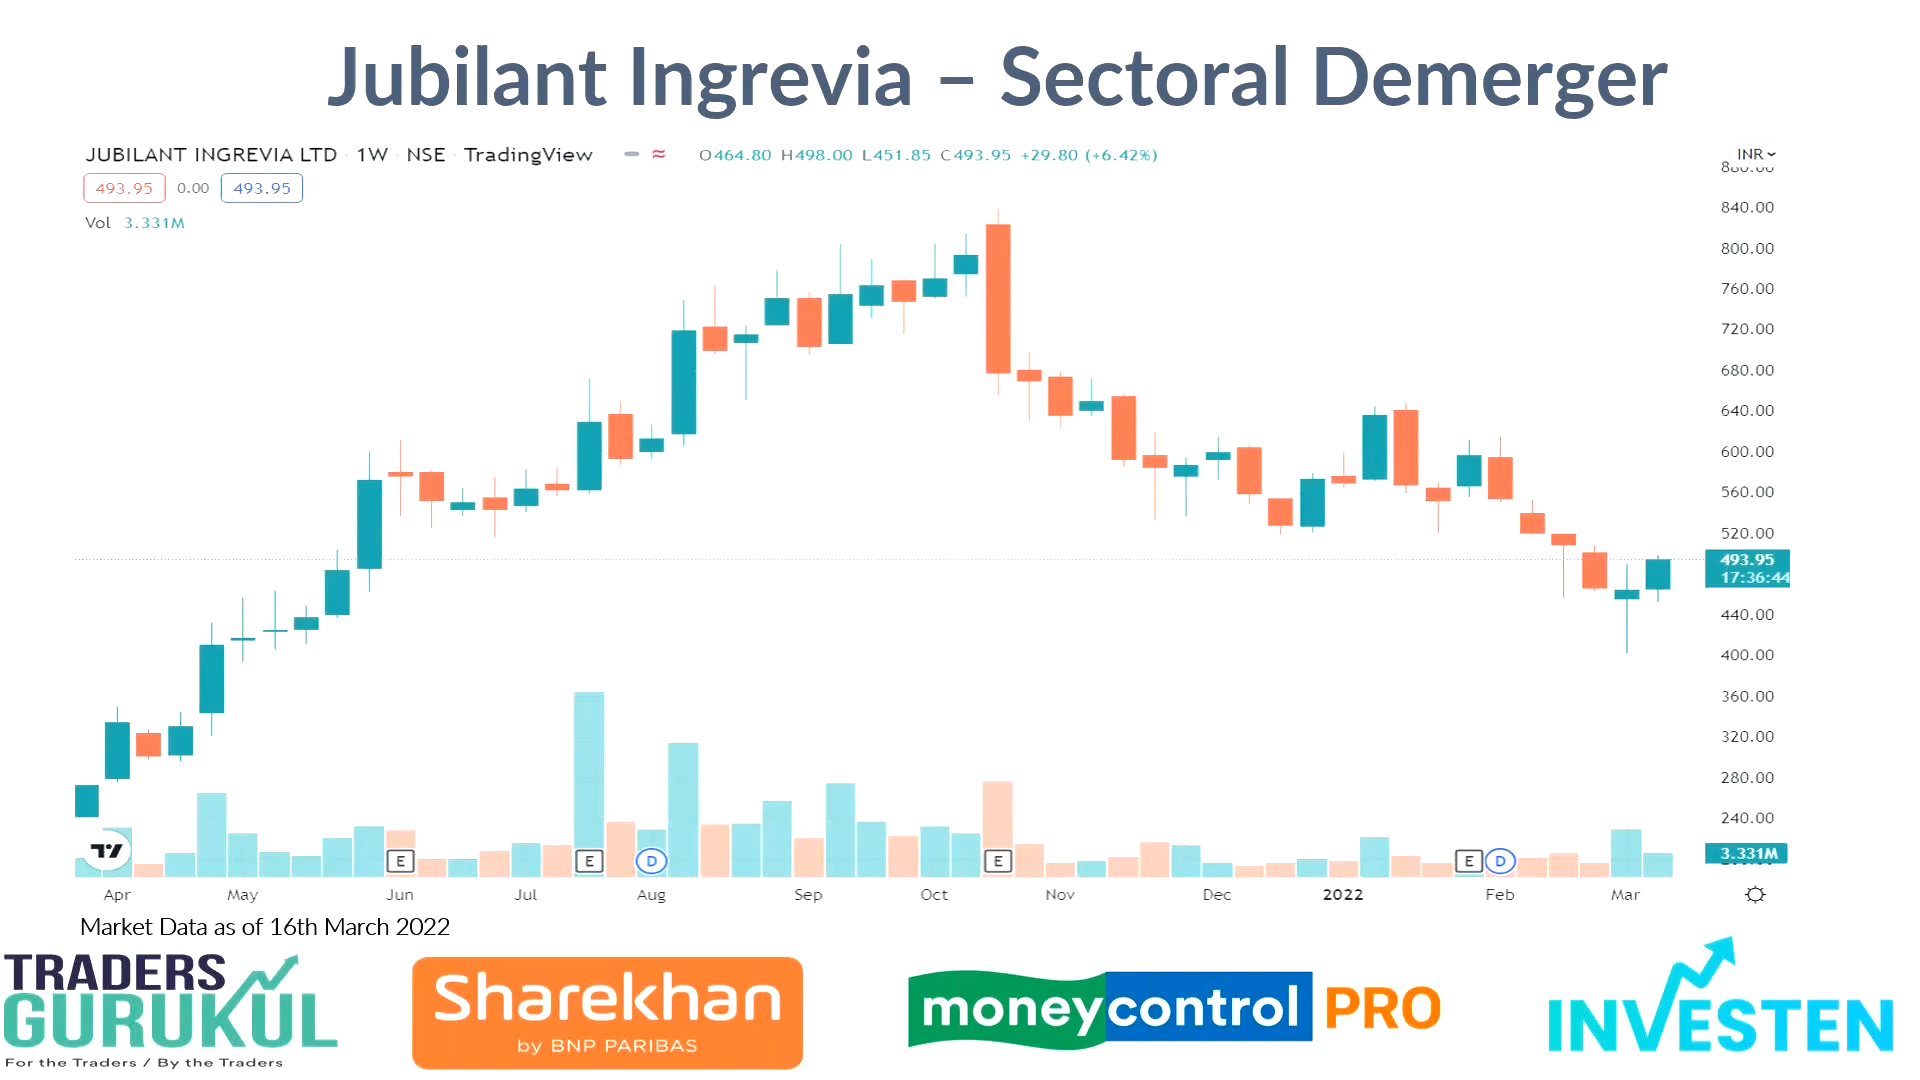 Jubilant Ingrevia – Sectoral Demerger
JUBILANT INGREVIA LTD · 1W · NSE · TradingView O464.80 H498.00 L451.85 C493.95 +29.80 (+6.42%)
INR
493.95 0.00 493.95
Vol 3.331M
880.00
840.00
800.00
760.00
720.00
680.00
640.00
600.00
560.00
520.00
493.95
17:36:44
440.00
400.00
360.00
320.00
280.00
240.00
3.331M
E E D E E D
Apr May Jun Jul Aug Sep Oct Nov Dec 2022 Feb Mar
Market Data as of 16th March 2022
TRADERS
GURUKUL
For the Traders / By the Traders
Sharekhan
by BNP PARIBAS
moneycontrol PRO
INVESTEN